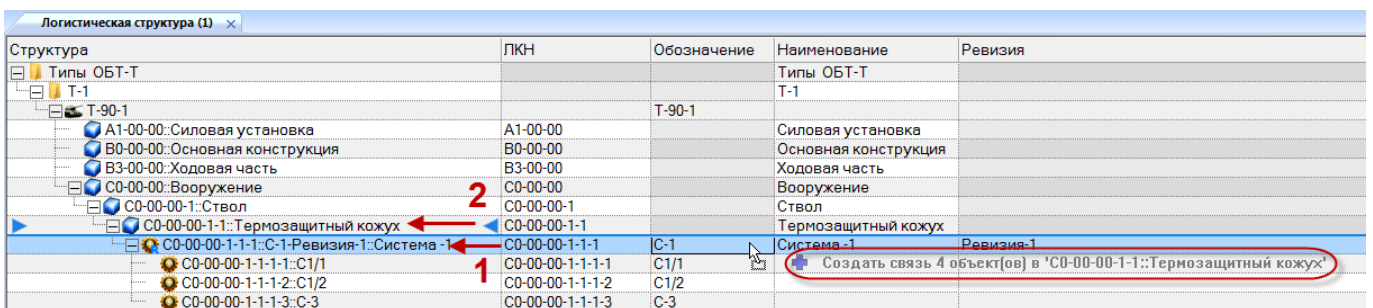 Логистическая структура (1) ×
Структура ЛКН Обозначение Наименование Ревизия
Типы ОБТ-Т Типы ОБТ-Т
Т-1 Т-1
Т-90-1 Т-90-1
А1-00-00::Силовая установка А1-00-00 Силовая установка
В0-00-00::Основная конструкция В0-00-00 Основная конструкция
В3-00-00::Ходовая часть В3-00-00 Ходовая часть
С0-00-00::Вооружение С0-00-00 Вооружение
2
С0-00-00-1::Ствол С0-00-00-1 Ствол
С0-00-00-1-1::Термозащитный кожух С0-00-00-1-1 Термозащитный кожух
С0-00-00-1-1-1::С-1-Ревизия-1::Система -1 С0-00-00-1-1-1 С-1 Система -1 Ревизия-1
1
С0-00-00-1-1-1-1::С1/1 С0-00-00-1-1-1-1 С1/1 Создать связь 4 объект(ов) в 'С0-00-00-1-1::Термозащитный кожух'
С0-00-00-1-1-1-2::С1/2 С0-00-00-1-1-1-2 С1/2
С0-00-00-1-1-1-3::С-3 С0-00-00-1-1-1-3 С-3